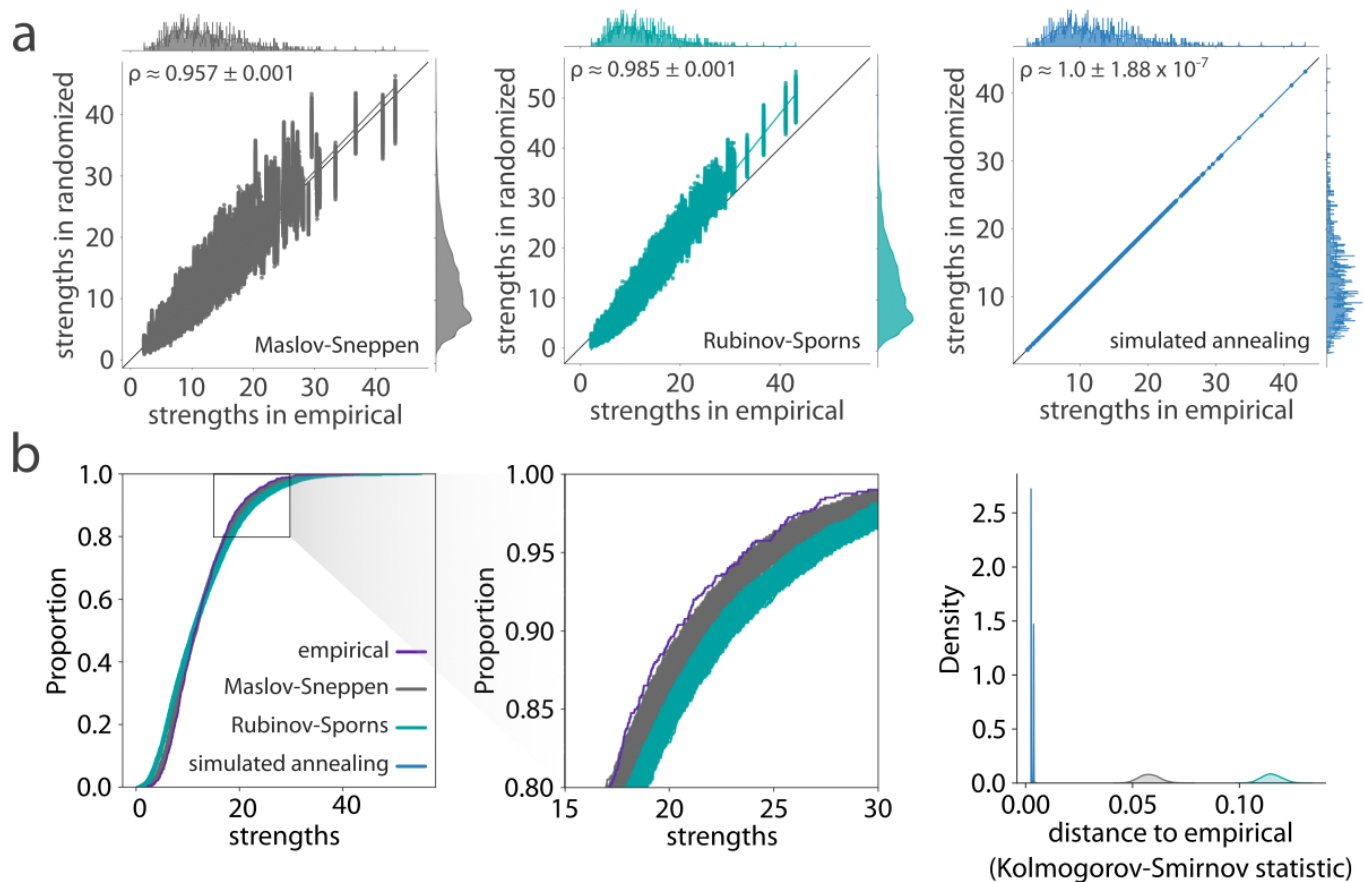 a
ρ ≈ 0.957 ± 0.001
strengths in randomized
40
30
20
10
0
Maslov-Sneppen
0 10 20 30 40
strengths in empirical
ρ ≈ 0.985 ± 0.001
strengths in randomized
50
40
30
20
10
0
Rubinov-Sporns
0 20 40
strengths in empirical
ρ ≈ 1.0 ± 1.88 x 10-7
strengths in randomized
40
30
20
10
simulated annealing
10 20 30 40
strengths in empirical
b
Proportion
1.0
0.8
0.6
0.4
0.2
0.0
empirical
Maslov-Sneppen
Rubinov-Sporns
simulated annealing
0 20 40
strengths
Proportion
1.00
0.95
0.90
0.85
0.80
15 20 25 30
strengths
Density
2.5
2.0
1.5
1.0
0.5
0.0
0.00 0.05 0.10
distance to empirical
(Kolmogorov-Smirnov statistic)